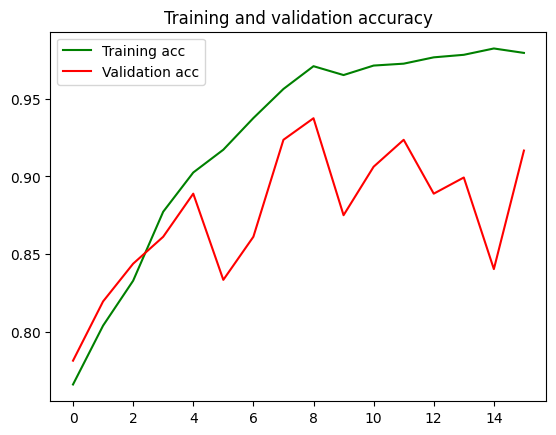 Training and validation accuracy
Training acc
Validation acc
0.95
0.90
0.85
0.80
0 2 4 6 8 10 12 14